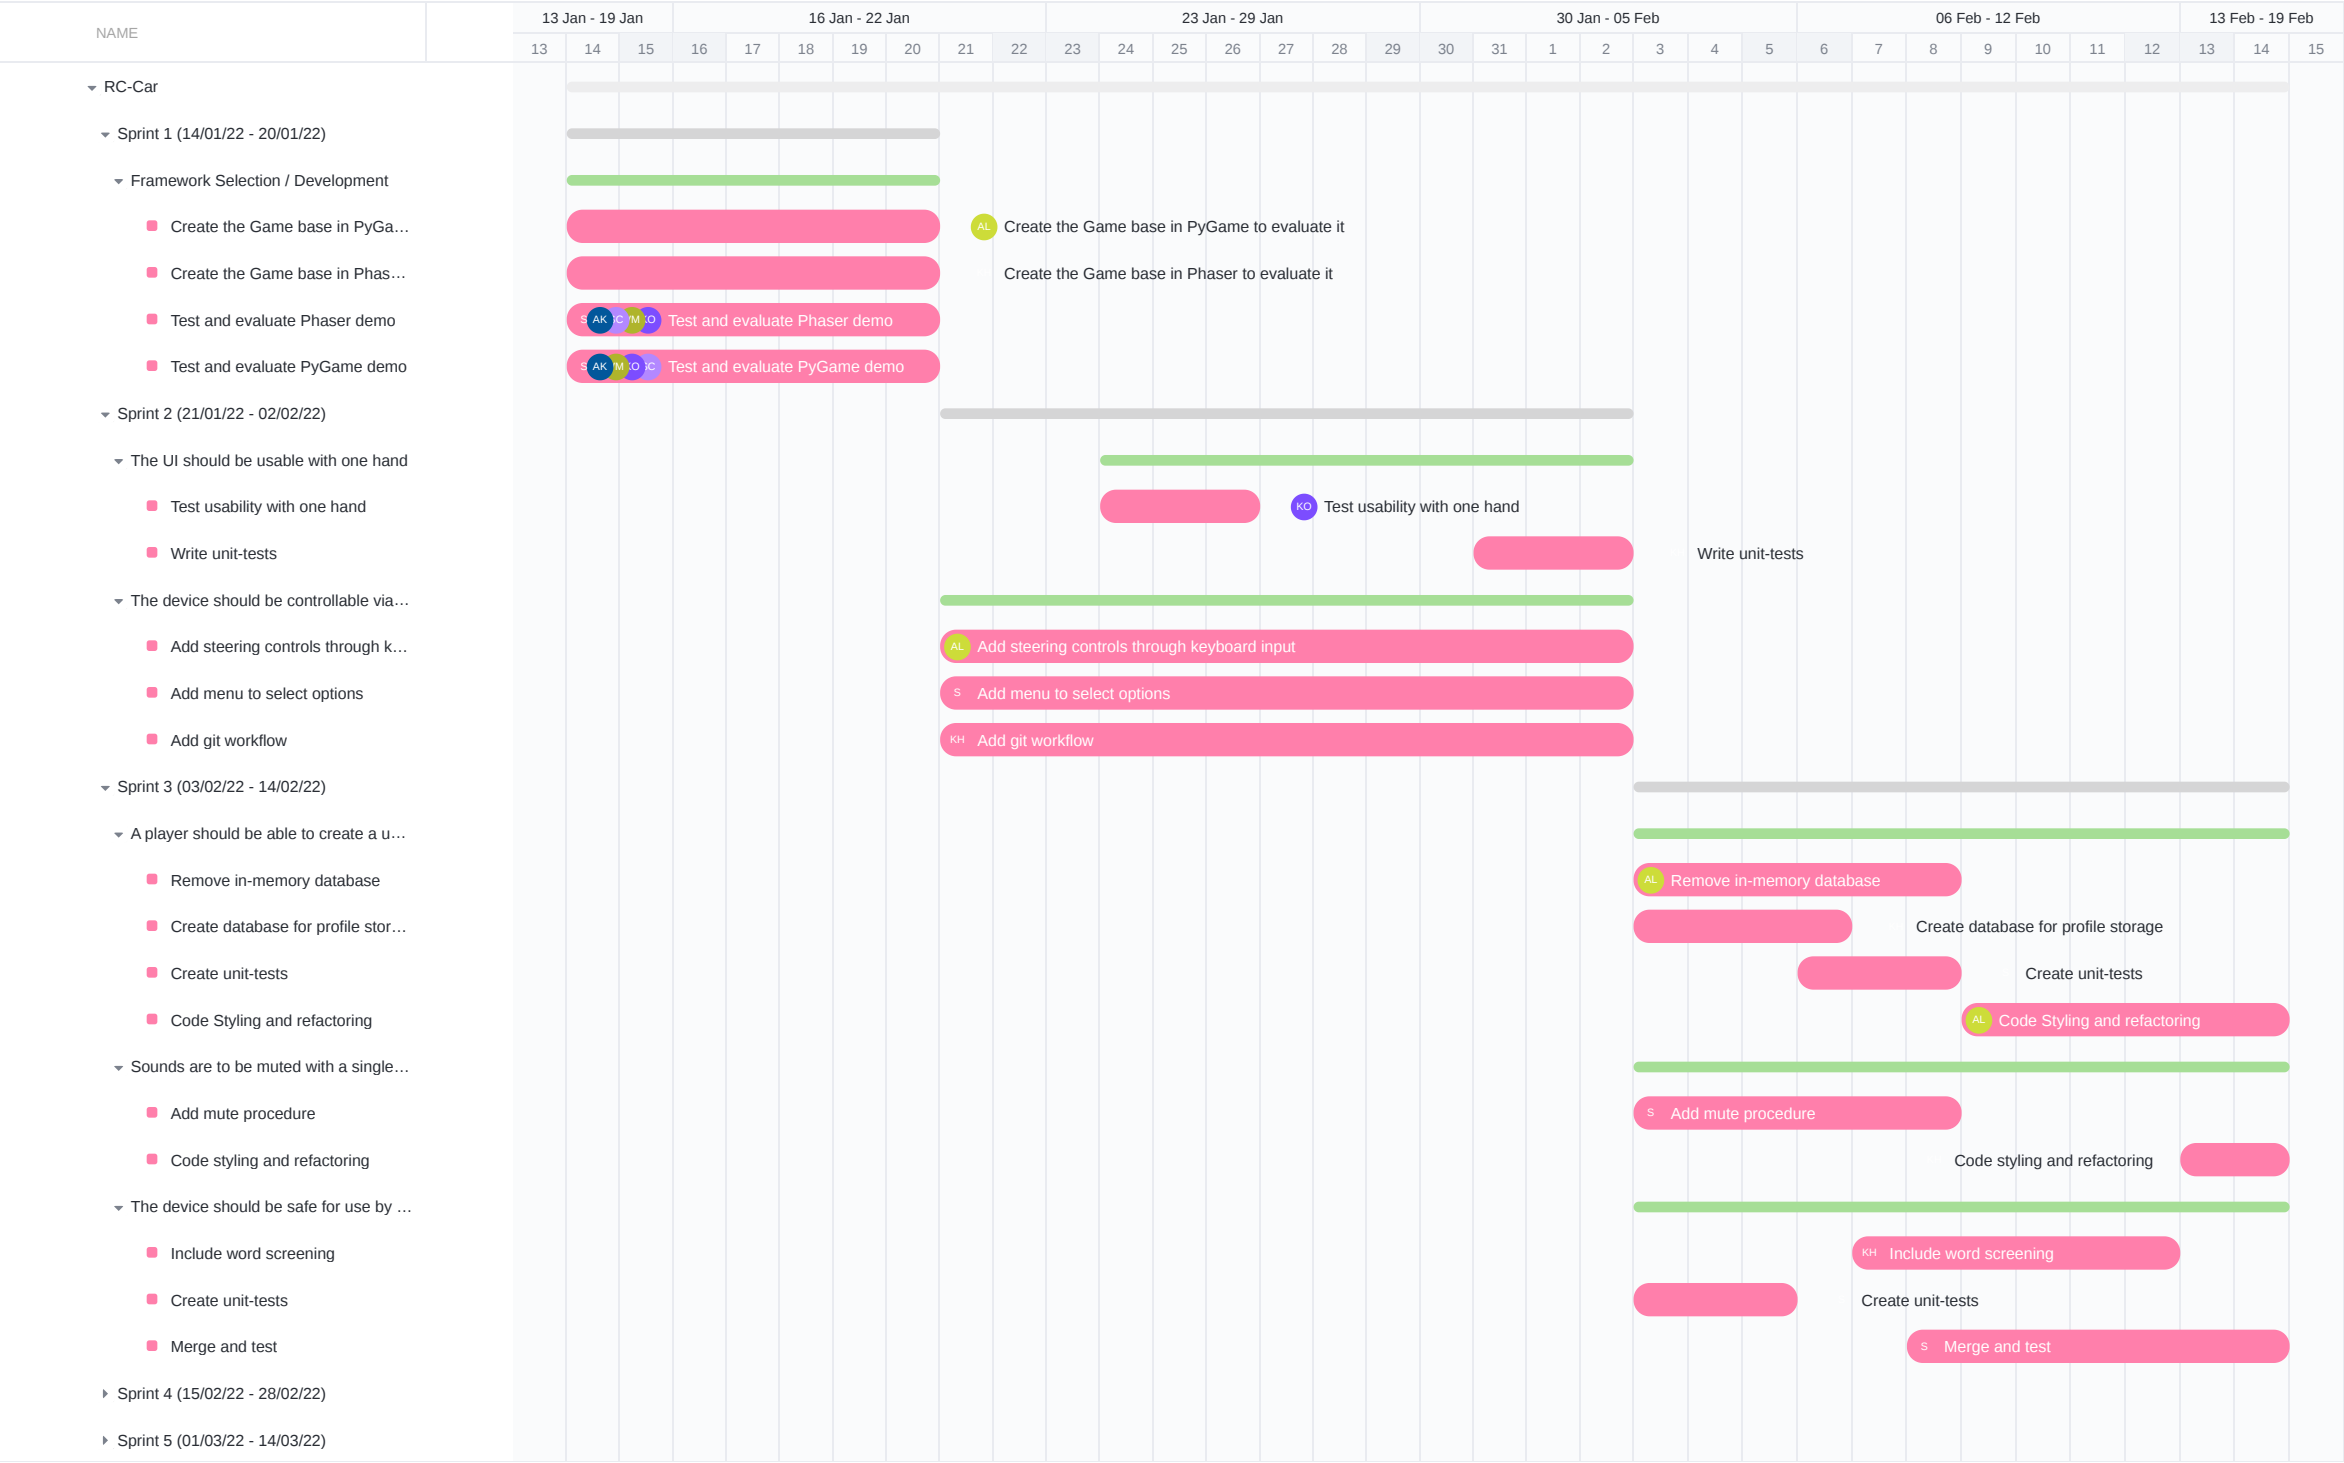 NAME
13 Jan - 19 Jan 16 Jan - 22 Jan 23 Jan - 29 Jan 30 Jan - 05 Feb 06 Feb - 12 Feb 13 Feb - 19 Feb
13 14 15 16 17 18 19 20 21 22 23 24 25 26 27 28 29 30 31 1 2 3 4 5 6 7 8 9 10 11 12 13 14 15
RC-Car
Sprint 1 (14/01/22 - 20/01/22)
Framework Selection / Development
Create the Game base in PyGa… AL Create the Game base in PyGame to evaluate it
Create the Game base in Phas… Create the Game base in Phaser to evaluate it
Test and evaluate Phaser demo S AK Test and evaluate Phaser demo
Test and evaluate PyGame demo S AK Test and evaluate PyGame demo
Sprint 2 (21/01/22 - 02/02/22)
The UI should be usable with one hand
Test usability with one hand KO Test usability with one hand
Write unit-tests Write unit-tests
The device should be controllable via…
Add steering controls through k… AL Add steering controls through keyboard input
Add menu to select options S Add menu to select options
Add git workflow KH Add git workflow
Sprint 3 (03/02/22 - 14/02/22)
A player should be able to create a u…
Remove in-memory database AL Remove in-memory database
Create database for profile stor… Create database for profile storage
Create unit-tests Create unit-tests
Code Styling and refactoring AL Code Styling and refactoring
Sounds are to be muted with a single…
Add mute procedure S Add mute procedure
Code styling and refactoring Code styling and refactoring
The device should be safe for use by …
Include word screening KH Include word screening
Create unit-tests Create unit-tests
Merge and test S Merge and test
Sprint 4 (15/02/22 - 28/02/22)
Sprint 5 (01/03/22 - 14/03/22)